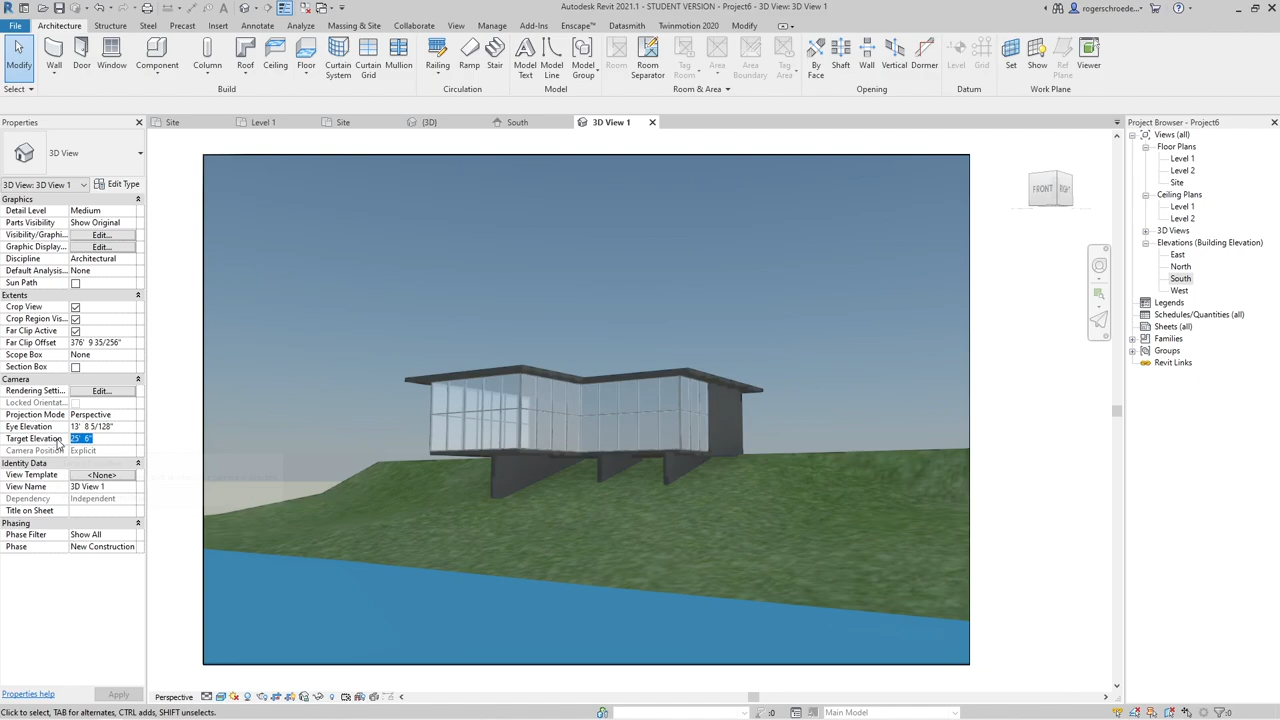 Autodesk Revit 2021.1 - STUDENT VERSION - Project6 - 3D View: 3D View 1
rogerschroede...
File Architecture Structure Steel Precast Systems Insert Annotate Analyze Massing & Site Collaborate View Manage Add-Ins Enscape™ Datasmith Twinmotion 2020 Modify
Modify Wall Door Window Component Column Roof Ceiling Floor Curtain System Curtain Grid Mullion Railing Ramp Stair Model Text Model Line Model Group Room Room Separator Tag Room Area Area Boundary Tag Area By Face Shaft Wall Vertical Dormer Level Grid Set Show Ref Plane Viewer
Select Build Circulation Model Room & Area Opening Datum Work Plane
Properties
Site Level 1 Site {3D} South 3D View 1
Project Browser - Project6
3D View
3D View: 3D View 1 Edit Type
Graphics
Detail Level Medium
Parts Visibility Show Original
Visibility/Graphi... Edit...
Graphic Display... Edit...
Discipline Architectural
Default Analysis... None
Sun Path
Extents
Crop View
Crop Region Vis...
Far Clip Active
Far Clip Offset 376' 9 35/256"
Scope Box None
Section Box
Camera
Rendering Setti... Edit...
Locked Orientat...
Projection Mode Perspective
Eye Elevation 13' 8 5/128"
Target Elevation 25' 6"
Camera Position Explicit
Identity Data
View Template <None>
View Name 3D View 1
Dependency Independent
Title on Sheet
Phasing
Phase Filter Show All
Phase New Construction
Properties help Apply
FRONT
Views (all)
Floor Plans
Level 1
Level 2
Site
Ceiling Plans
Level 1
Level 2
3D Views
Elevations (Building Elevation)
East
North
South
West
Legends
Schedules/Quantities (all)
Sheets (all)
Families
Groups
Revit Links
Perspective
Click to select, TAB for alternates, CTRL adds, SHIFT unselects.
:0 Main Model :0